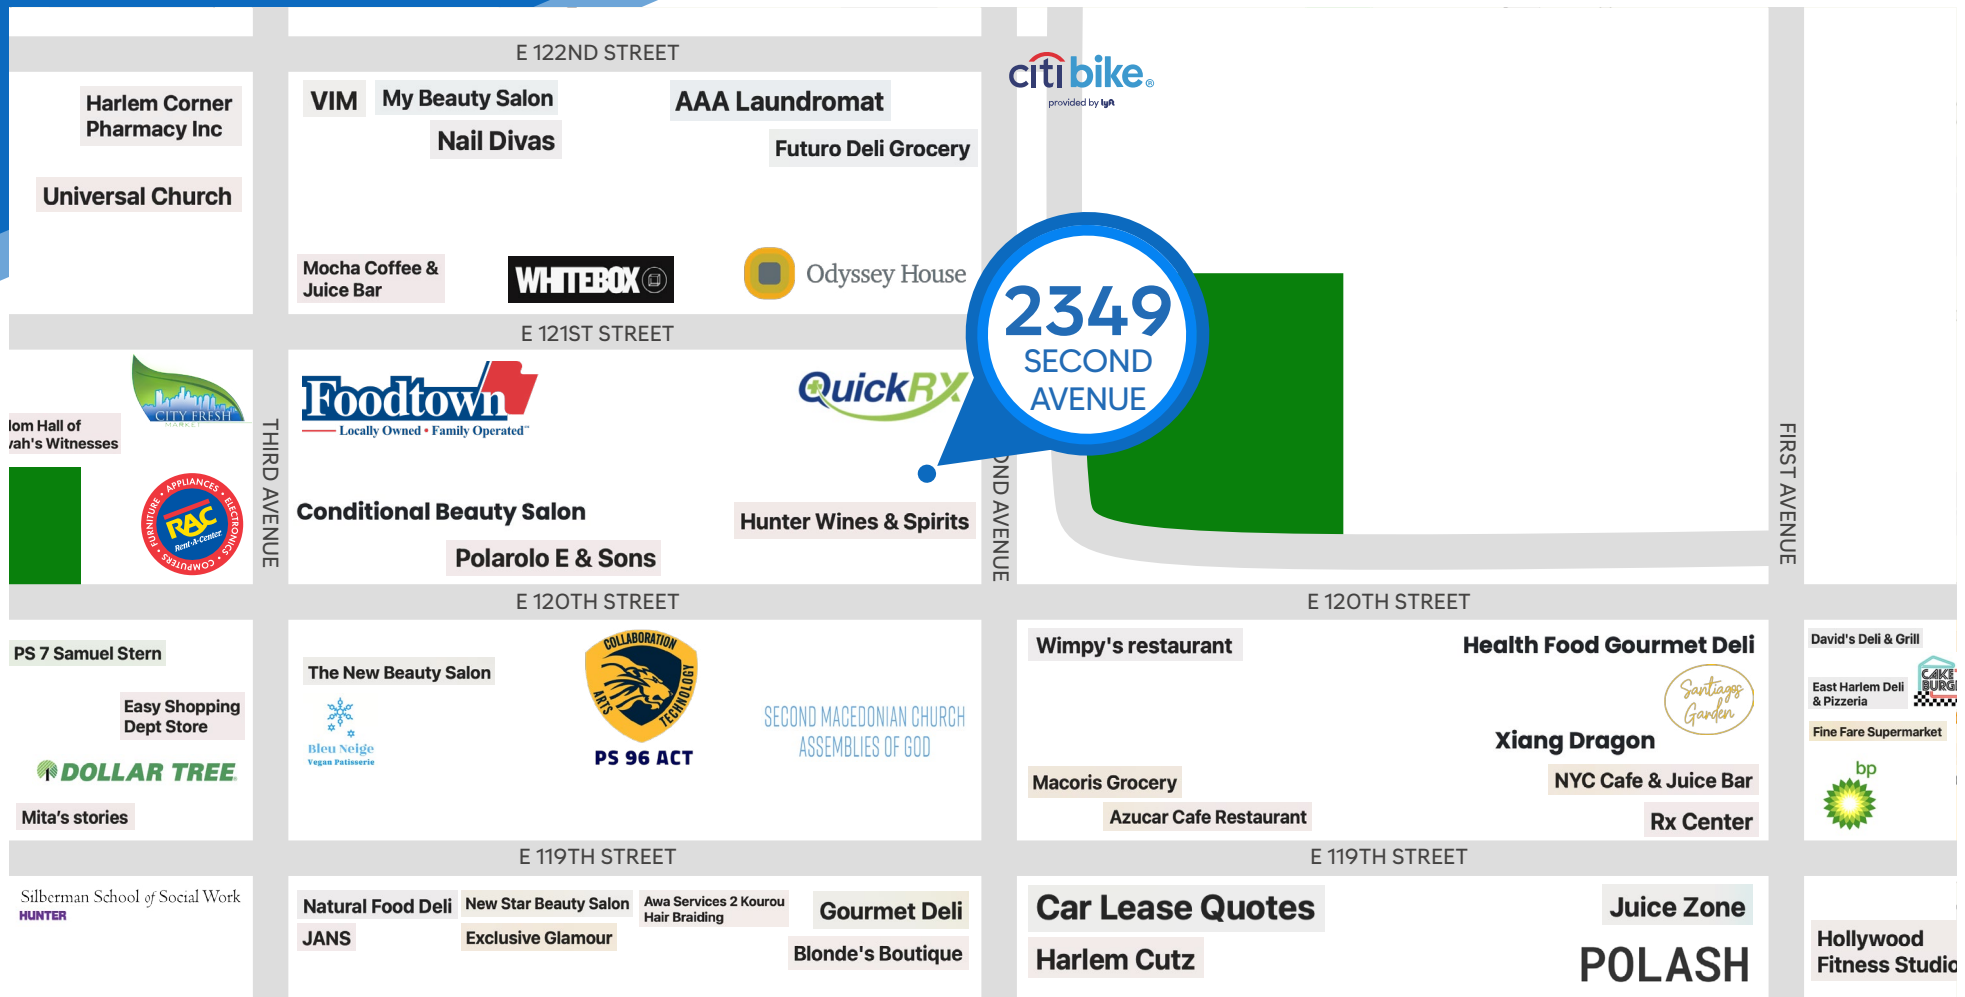 E 122ND STREET
citi bike®
provided by lyft
Harlem Corner
Pharmacy Inc
VIM
My Beauty Salon
AAA Laundromat
Nail Divas
Futuro Deli Grocery
Universal Church
Mocha Coffee &
Juice Bar
WHITEBOX
Odyssey House
2349
SECOND
AVENUE
E 121ST STREET
CITY FRESH
MARKET
Foodtown
Locally Owned • Family Operated
QuickRX
Hall of
Witnesses
THIRD AVENUE
FIRST AVENUE
FURNITURE • APPLIANCES • ELECTRONICS • COMPUTERS
RAC
Rent-A-Center
Conditional Beauty Salon
Hunter Wines & Spirits
Polarolo E & Sons
E 120TH STREET
E 120TH STREET
PS 7 Samuel Stern
The New Beauty Salon
COLLABORATION
ARTS
TECHNOLOGY
PS 96 ACT
Wimpy's restaurant
Health Food Gourmet Deli
David's Deli & Grill
Easy Shopping
Dept Store
Bleu Neige
Vegan Patisserie
SECOND MACEDONIAN CHURCH
ASSEMBLIES OF GOD
Santiagos
Garden
East Harlem Deli
& Pizzeria
CAKE
Xiang Dragon
Fine Fare Supermarket
DOLLAR TREE
Macoris Grocery
NYC Cafe & Juice Bar
bp
Mita's stories
Azucar Cafe Restaurant
Rx Center
E 119TH STREET
E 119TH STREET
Silberman School of Social Work
HUNTER
Natural Food Deli
New Star Beauty Salon
Awa Services 2 Kourou
Hair Braiding
Gourmet Deli
JANS
Exclusive Glamour
Blonde's Boutique
Car Lease Quotes
Juice Zone
Harlem Cutz
POLASH
Hollywood
Fitness Studio